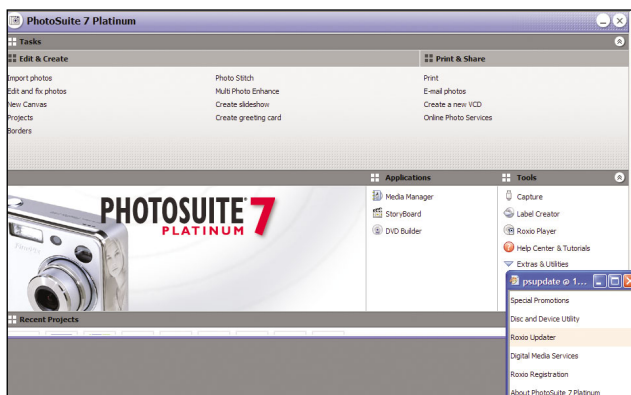 PhotoSuite 7 Platinum
Tasks
Edit & Create
Print & Share
Import photos
Photo Stitch
Print
Edit and fix photos
Multi Photo Enhance
E-mail photos
New Canvas
Create slideshow
Create a new VCD
Projects
Create greeting card
Online Photo Services
Borders
Applications
Tools
PHOTOSUITE 7
PLATINUM
Media Manager
StoryBoard
DVD Builder
Capture
Label Creator
Roxio Player
Help Center & Tutorials
Extras & Utilities
psupdate @ 1...
Special Promotions
Disc and Device Utility
Roxio Updater
Digital Media Services
Roxio Registration
About PhotoSuite 7 Platinum
Recent Projects